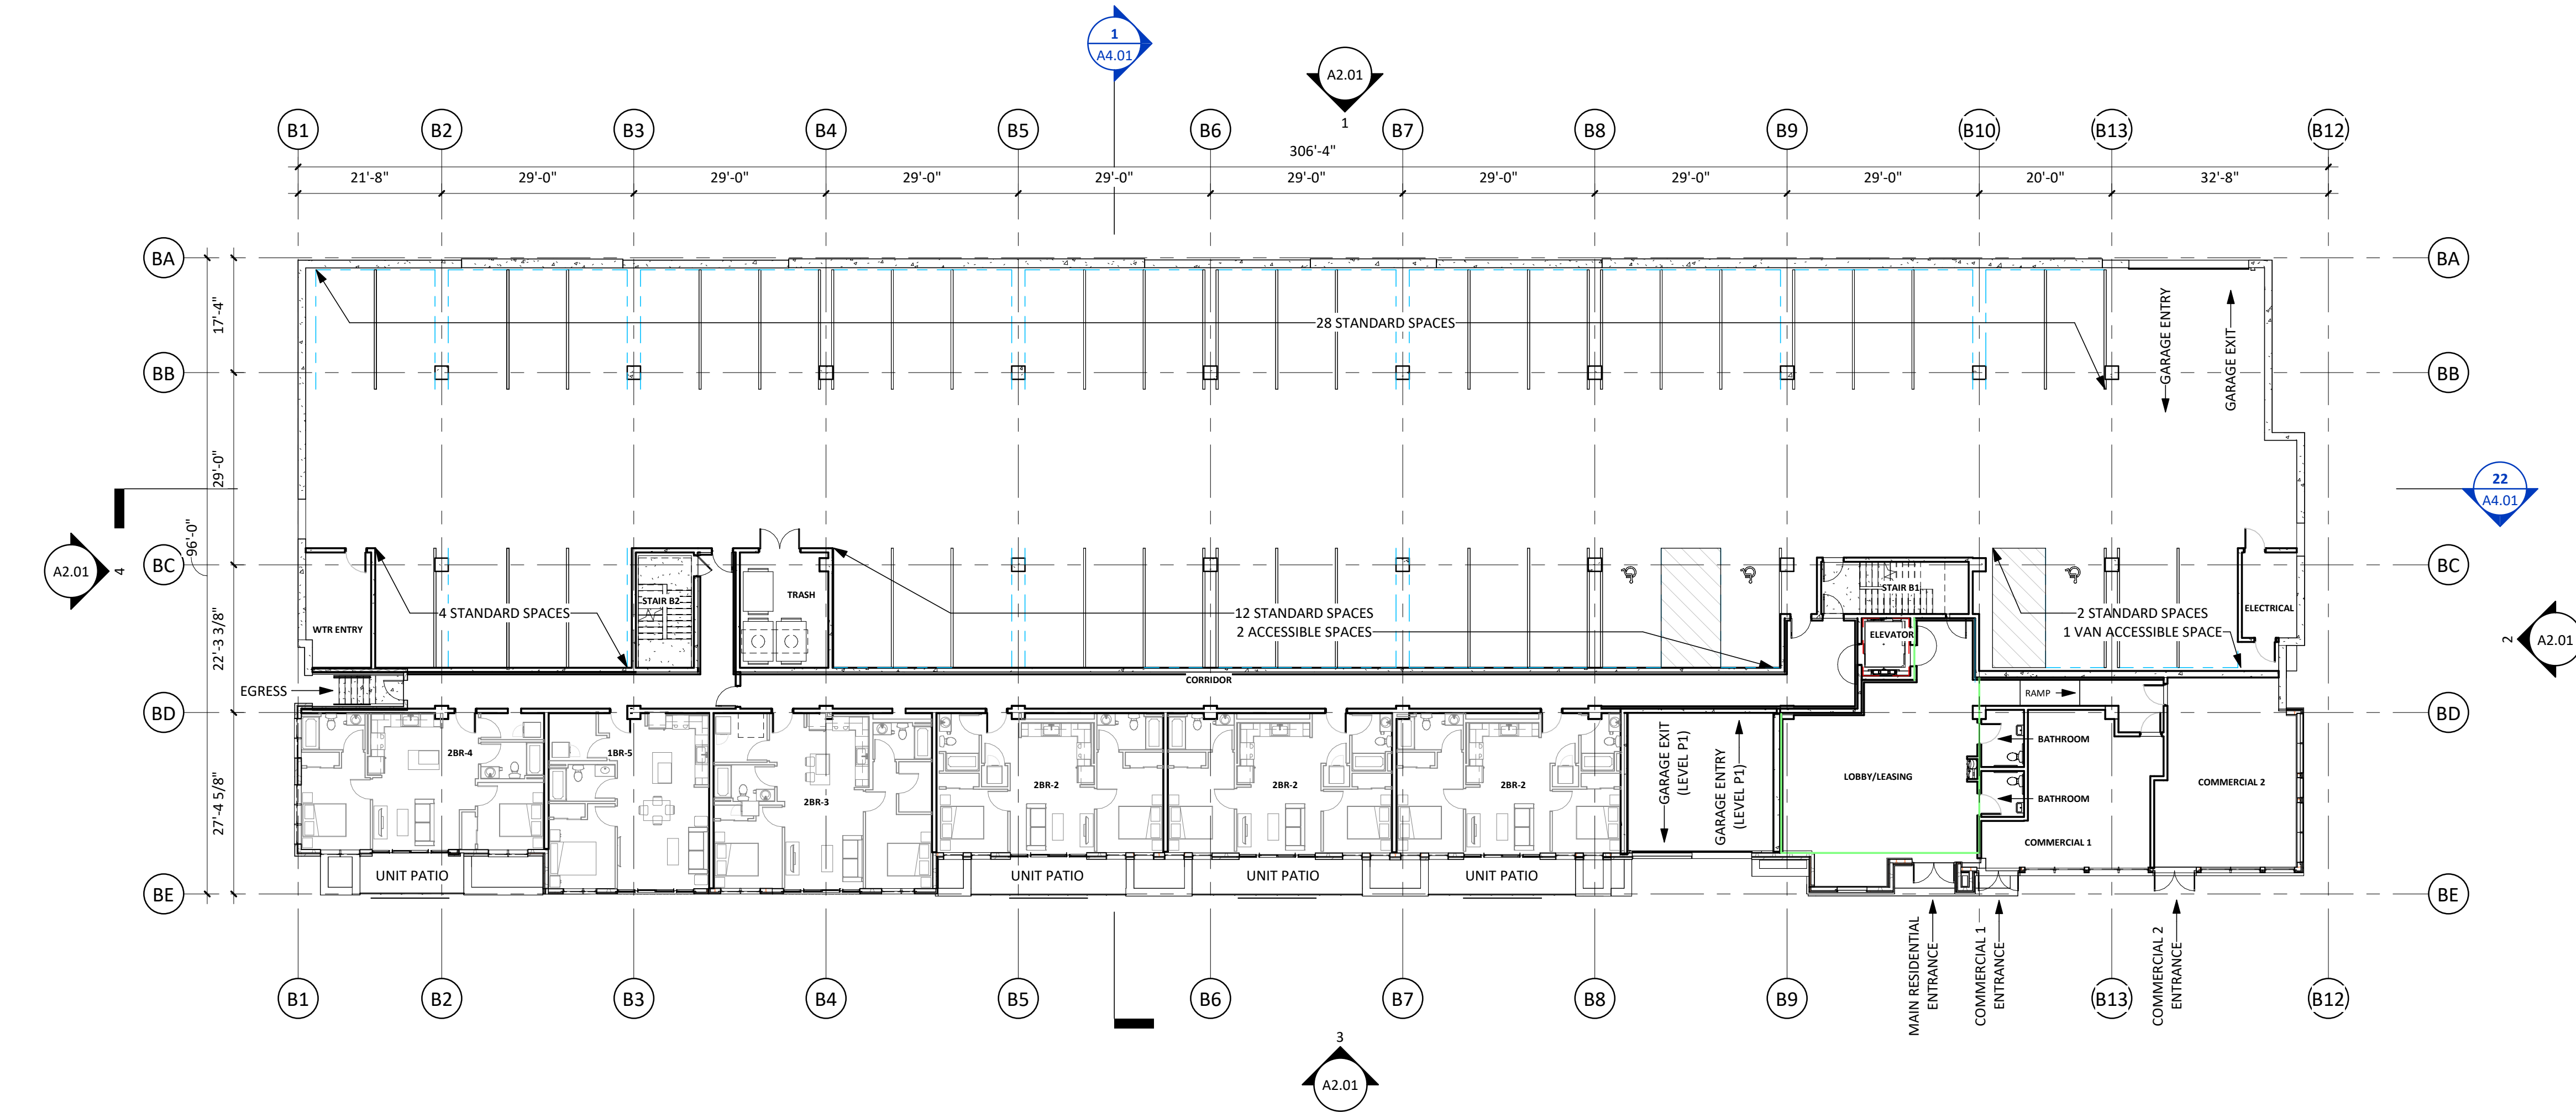 1
A4.01
A2.01
1
B1
B2
B3
B4
B5
B6
B7
B8
B9
B10
B13
B12
306'-4"
21'-8"
29'-0"
29'-0"
29'-0"
29'-0"
29'-0"
29'-0"
29'-0"
29'-0"
20'-0"
32'-8"
BA
BA
17'-4"
28 STANDARD SPACES
GARAGE ENTRY
GARAGE EXIT
BB
BB
29'-0"
96'-0"
22
A4.01
A2.01
4
BC
BC
22'-3 3/8"
WTR ENTRY
4 STANDARD SPACES
STAIR B2
TRASH
12 STANDARD SPACES
2 ACCESSIBLE SPACES
STAIR B1
ELEVATOR
2 STANDARD SPACES
1 VAN ACCESSIBLE SPACE
ELECTRICAL
2
A2.01
EGRESS
CORRIDOR
RAMP
BD
BD
27'-4 5/8"
2BR-4
1BR-5
2BR-3
2BR-2
2BR-2
2BR-2
GARAGE EXIT
(LEVEL P1)
GARAGE ENTRY
(LEVEL P1)
LOBBY/LEASING
BATHROOM
BATHROOM
COMMERCIAL 1
COMMERCIAL 2
UNIT PATIO
UNIT PATIO
UNIT PATIO
UNIT PATIO
BE
BE
MAIN RESIDENTIAL
ENTRANCE
COMMERCIAL 1
ENTRANCE
COMMERCIAL 2
ENTRANCE
B1
B2
B3
B4
B5
B6
B7
B8
B9
B13
B12
3
A2.01